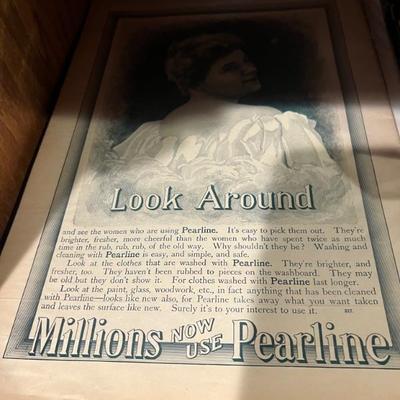 Look Around
and see the women who are using Pearline. It's easy to pick them out. They're
brighter, fresher, more cheerful than the women who have spent twice as much
time in the rub, rub, rub, of the old way. Why shouldn't they be? Washing and
cleaning with Pearline is easy, and simple, and safe.
Look at the clothes that are washed with Pearline. They're brighter, and
fresher, too. They haven't been rubbed to pieces on the washboard. They may
be old but they don't show it. For clothes washed with Pearline last longer.
Look at the paint, glass, woodwork, etc., in fact anything that has been cleaned
with Pearline—looks like new also, for Pearline takes away what you want taken
and leaves the surface like new. Surely it's to your interest to use it.
Millions NOW USE Pearline